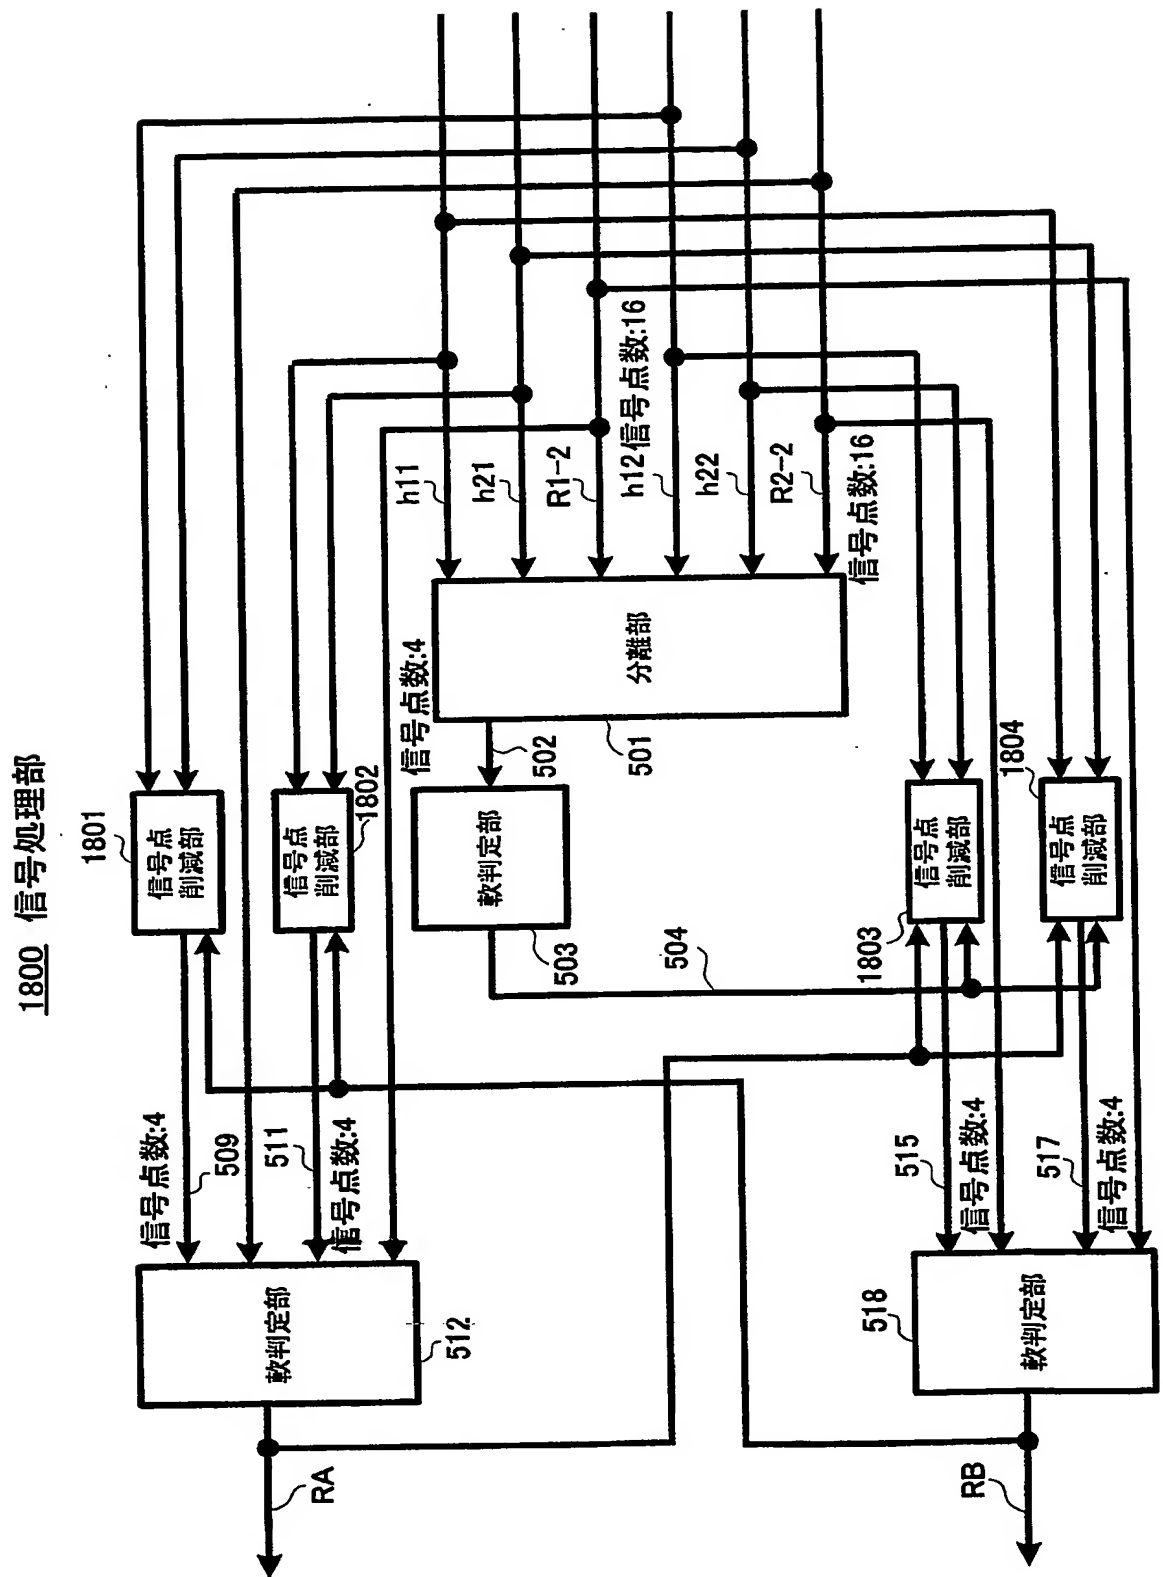 1800 信号処理部
1801
信号点
削減部
信号点
削減部
1802
信号点数:4
509
511
信号点数:4
軟判定部
512
RA
h11
h21
R1-2
h12
信号点数:16
h22
R2-2
信号点数:16
分離部
501
信号点数:4
502
軟判定部
503
504
1803
信号点
削減部
1804
信号点
削減部
515
信号点数:4
517
信号点数:4
518
軟判定部
RB